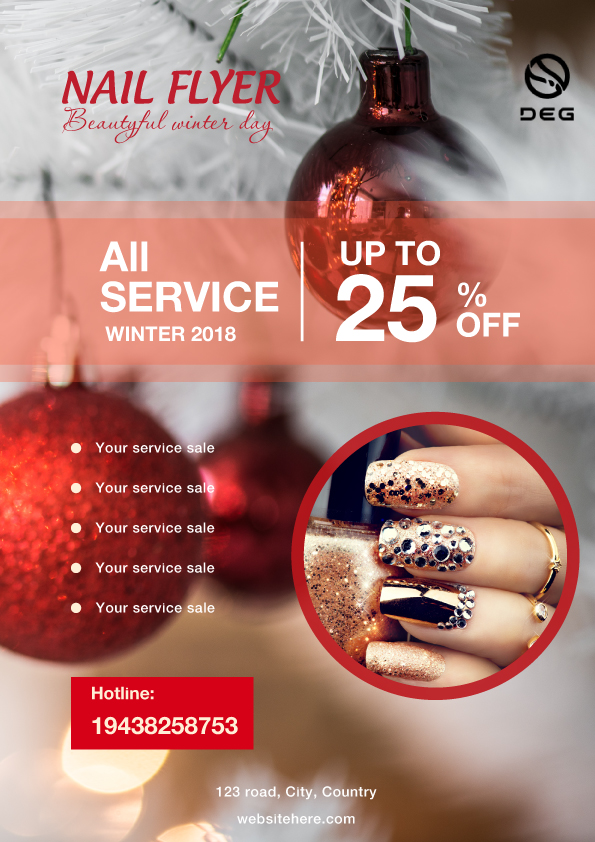 NAIL FLYER
Beautyful winter day
DEG
All
SERVICE
WINTER 2018
UP TO
25 %
OFF
Your service sale
Your service sale
Your service sale
Your service sale
Your service sale
Hotline:
19438258753
123 road, City, Country
websitehere.com